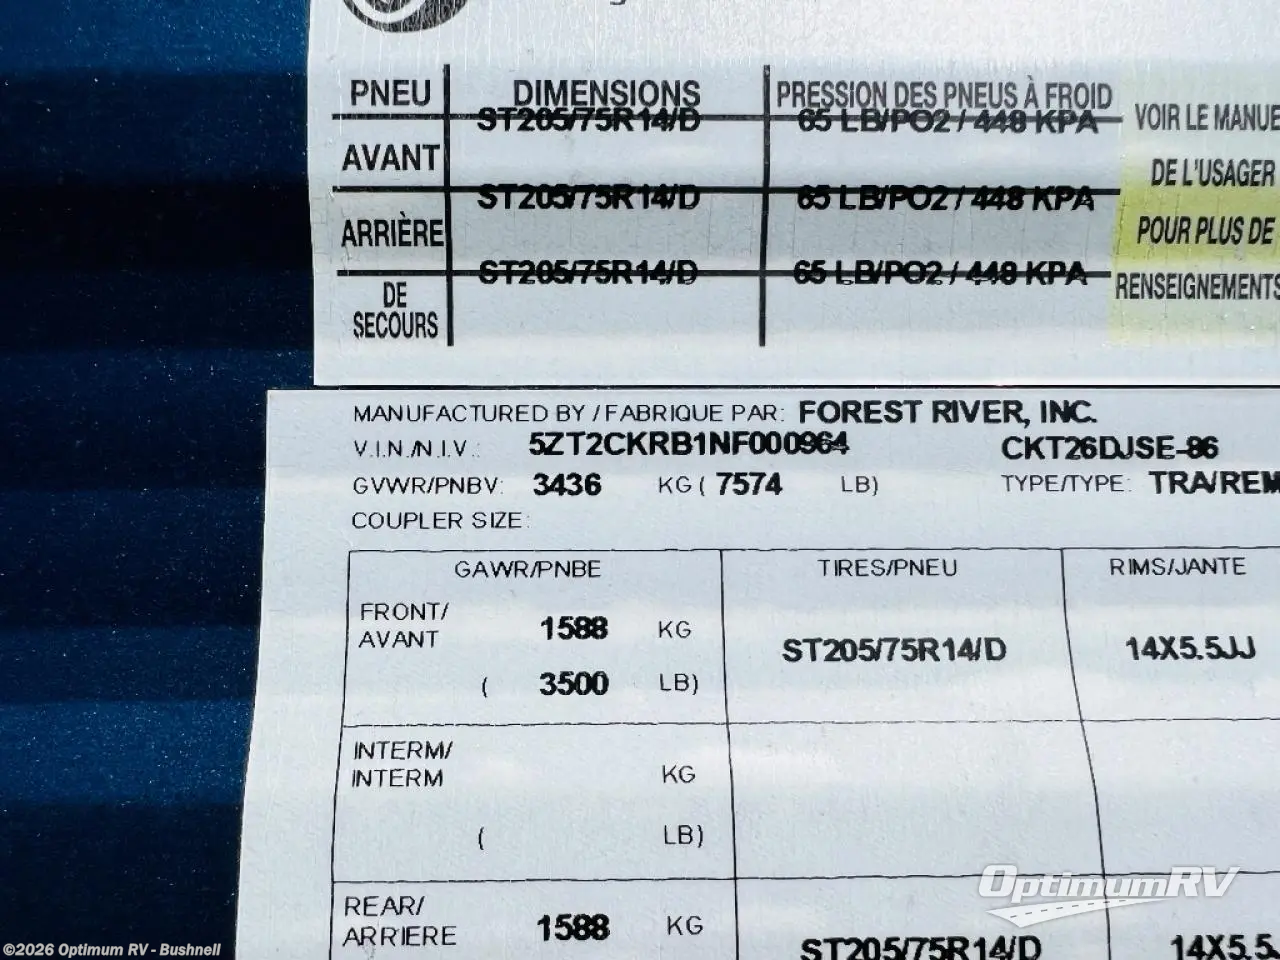 PNEU DIMENSIONS PRESSION DES PNEUS À FROID
ST205/75R14/D 65 LB/PO2 / 448 KPA
AVANT
ST205/75R14/D 65 LB/PO2 / 448 KPA
ARRIÈRE
ST205/75R14/D 65 LB/PO2 / 448 KPA
DE
SECOURS
VOIR LE MANUE
DE L'USAGER
POUR PLUS DE
RENSEIGNEMENTS
MANUFACTURED BY / FABRIQUE PAR: FOREST RIVER, INC.
V.I.N./N.I.V.: 5ZT2CKRB1NF000964 CKT26DJSE-86
GVWR/PNBV: 3436 KG ( 7574 LB) TYPE/TYPE: TRA/REM
COUPLER SIZE:
GAWR/PNBE TIRES/PNEU RIMS/JANTE
FRONT/
AVANT 1588 KG ST205/75R14/D 14X5.5JJ
( 3500 LB)
INTERM/
INTERM KG
( LB)
REAR/
ARRIERE 1588 KG ST205/75R14/D 14X5.5J
OptimumRV
©2026 Optimum RV - Bushnell